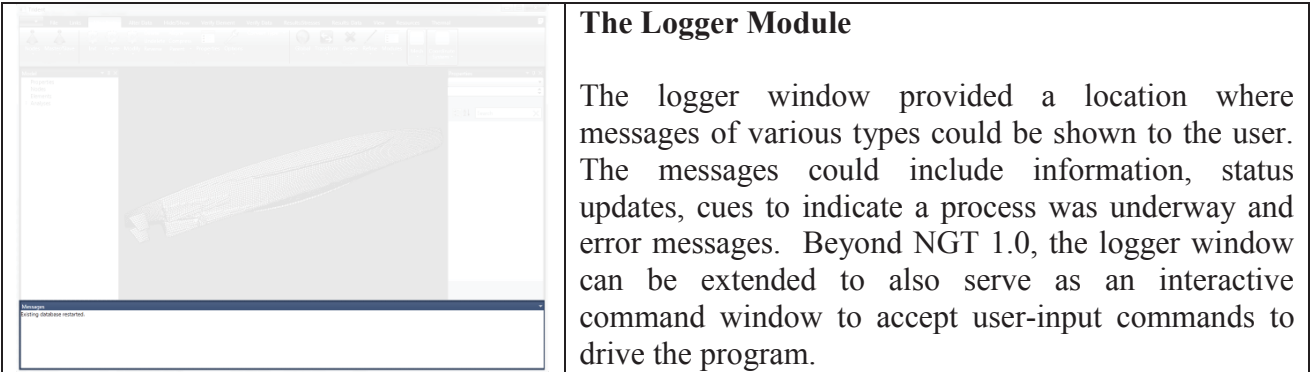 Messages
Existing database restarted.
The Logger Module
The logger window provided a location where
messages of various types could be shown to the user.
The messages could include information, status
updates, cues to indicate a process was underway and
error messages. Beyond NGT 1.0, the logger window
can be extended to also serve as an interactive
command window to accept user-input commands to
drive the program.